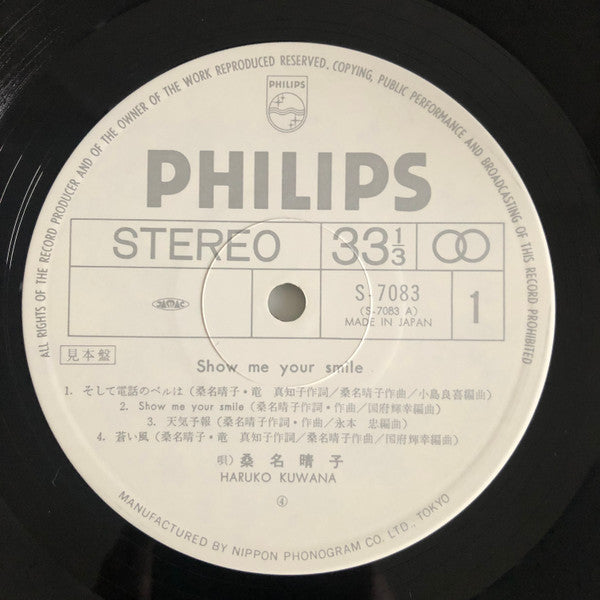 ALL RIGHTS OF THE RECORD PRODUCER AND OF THE OWNER OF THE WORK REPRODUCED RESERVED, COPYING, PUBLIC PERFORMANCE AND BROADCASTING OF THIS RECORD PROHIBITED
PHILIPS
PHILIPS
STEREO 33⅓
S-7083
(S-7083 A)
MADE IN JAPAN
1
見本盤
Show me your smile
1. そして電話のベルは (桑名晴子・竜 真知子作詞／桑名晴子作曲／小島良喜編曲)
2. Show me your smile (桑名晴子作詞・作曲／国府輝幸編曲)
3. 天気予報 (桑名晴子作詞・作曲／永本 忠編曲)
4. 蒼い風 (桑名晴子・竜 真知子作詞／桑名晴子作曲／国府輝幸編曲)
唄) 桑名晴子
HARUKO KUWANA
④
MANUFACTURED BY NIPPON PHONOGRAM CO. LTD., TOKYO